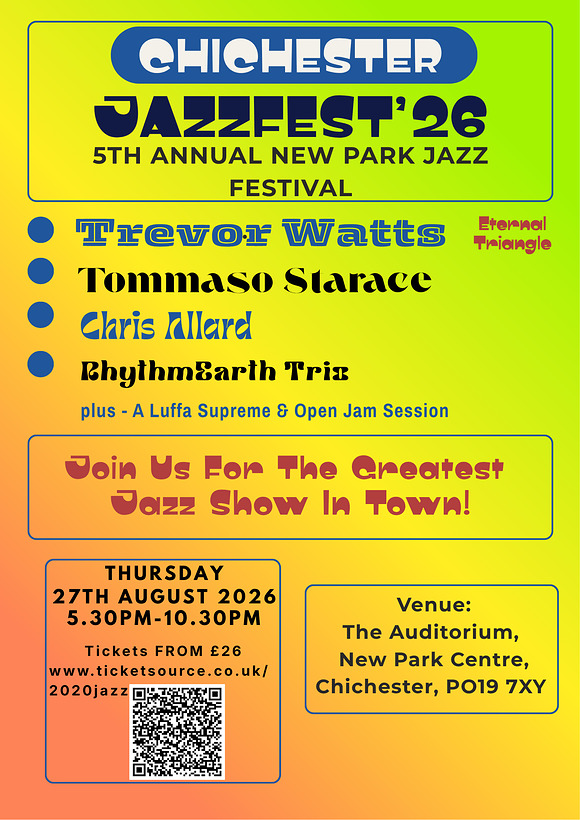 CHICHESTER
JAZZFEST'26
5TH ANNUAL NEW PARK JAZZ
FESTIVAL
Trevor Watts
Eternal
Triangle
Tommaso Starace
Chris Allard
RhythmEarth Trio
plus - A Luffa Supreme & Open Jam Session
Join Us For The Greatest
Jazz Show In Town!
THURSDAY
27TH AUGUST 2026
5.30PM-10.30PM
Tickets FROM £26
www.ticketsource.co.uk/
2020jazz
Venue:
The Auditorium,
New Park Centre,
Chichester, PO19 7XY